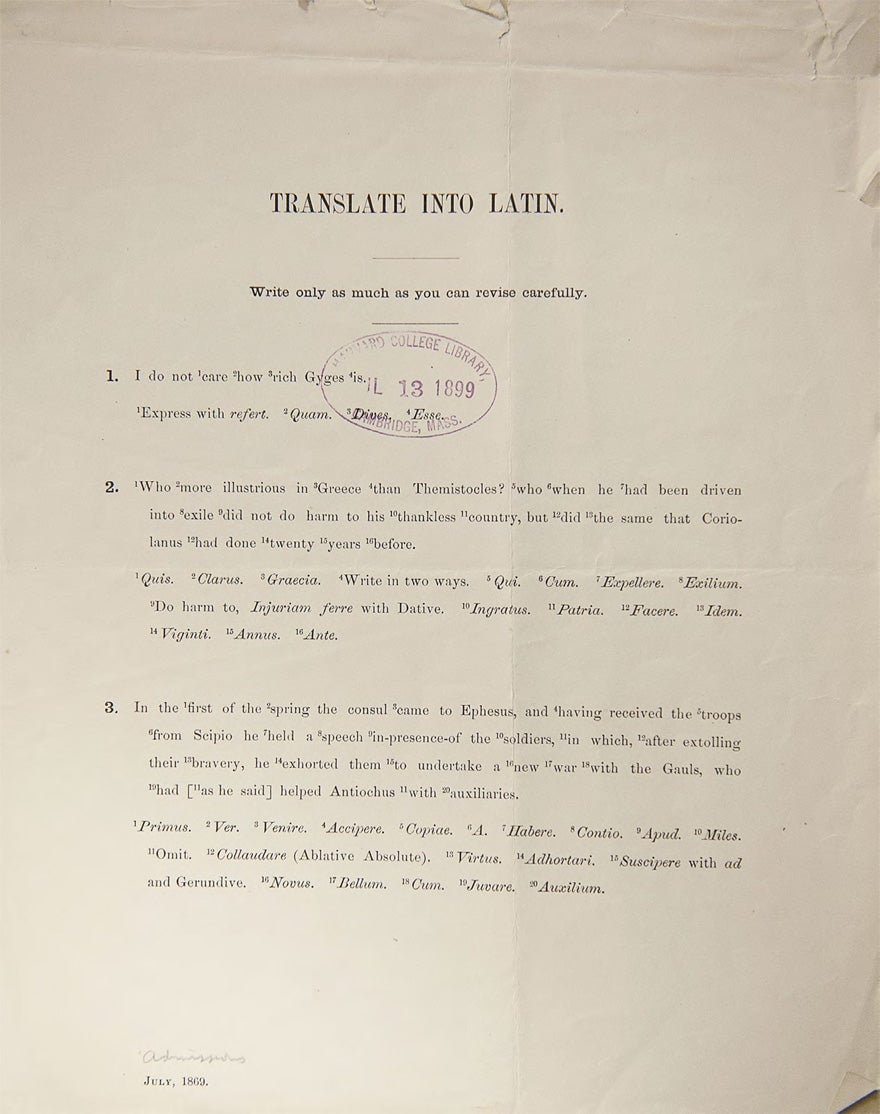 TRANSLATE INTO LATIN.
Write only as much as you can revise carefully.
HARVARD COLLEGE LIBRARY,
13 1899
CAMBRIDGE, MASS.
1. I do not ¹care ²how ³rich Gyges ⁴is.
¹Express with refert. ²Quam. ³Dives. ⁴Esse.
2. ¹Who ²more illustrious in ³Greece ⁴than Themistocles? ⁵who ⁶when he ⁷had been driven
into ⁸exile ⁹did not do harm to his ¹⁰thankless ¹¹country, but ¹²did ¹³the same that Corio-
lanus ¹²had done ¹⁴twenty ¹⁵years ¹⁶before.
¹Quis. ²Clarus. ³Graecia. ⁴Write in two ways. ⁵Qui. ⁶Cum. ⁷Expellere. ⁸Exilium.
⁹Do harm to, Injuriam ferre with Dative. ¹⁰Ingratus. ¹¹Patria. ¹²Facere. ¹³Idem.
¹⁴Viginti. ¹⁵Annus. ¹⁶Ante.
3. In the ¹first of the ²spring the consul ³came to Ephesus, and ⁴having received the ⁵troops
⁶from Scipio he ⁷held a ⁸speech ⁹in-presence-of the ¹⁰soldiers, ¹¹in which, ¹²after extolling
their ¹³bravery, he ¹⁴exhorted them ¹⁵to undertake a ¹⁶new ¹⁷war ¹⁸with the Gauls, who
¹⁹had [¹¹as he said] helped Antiochus ¹¹with ²⁰auxiliaries.
¹Primus. ²Ver. ³Venire. ⁴Accipere. ⁵Copiae. ⁶A. ⁷Habere. ⁸Contio. ⁹Apud. ¹⁰Miles.
¹¹Omit. ¹²Collaudare (Ablative Absolute). ¹³Virtus. ¹⁴Adhortari. ¹⁵Suscipere with ad
and Gerundive. ¹⁶Novus. ¹⁷Bellum. ¹⁸Cum. ¹⁹Juvare. ²⁰Auxilium.
Admissions
July, 1869.